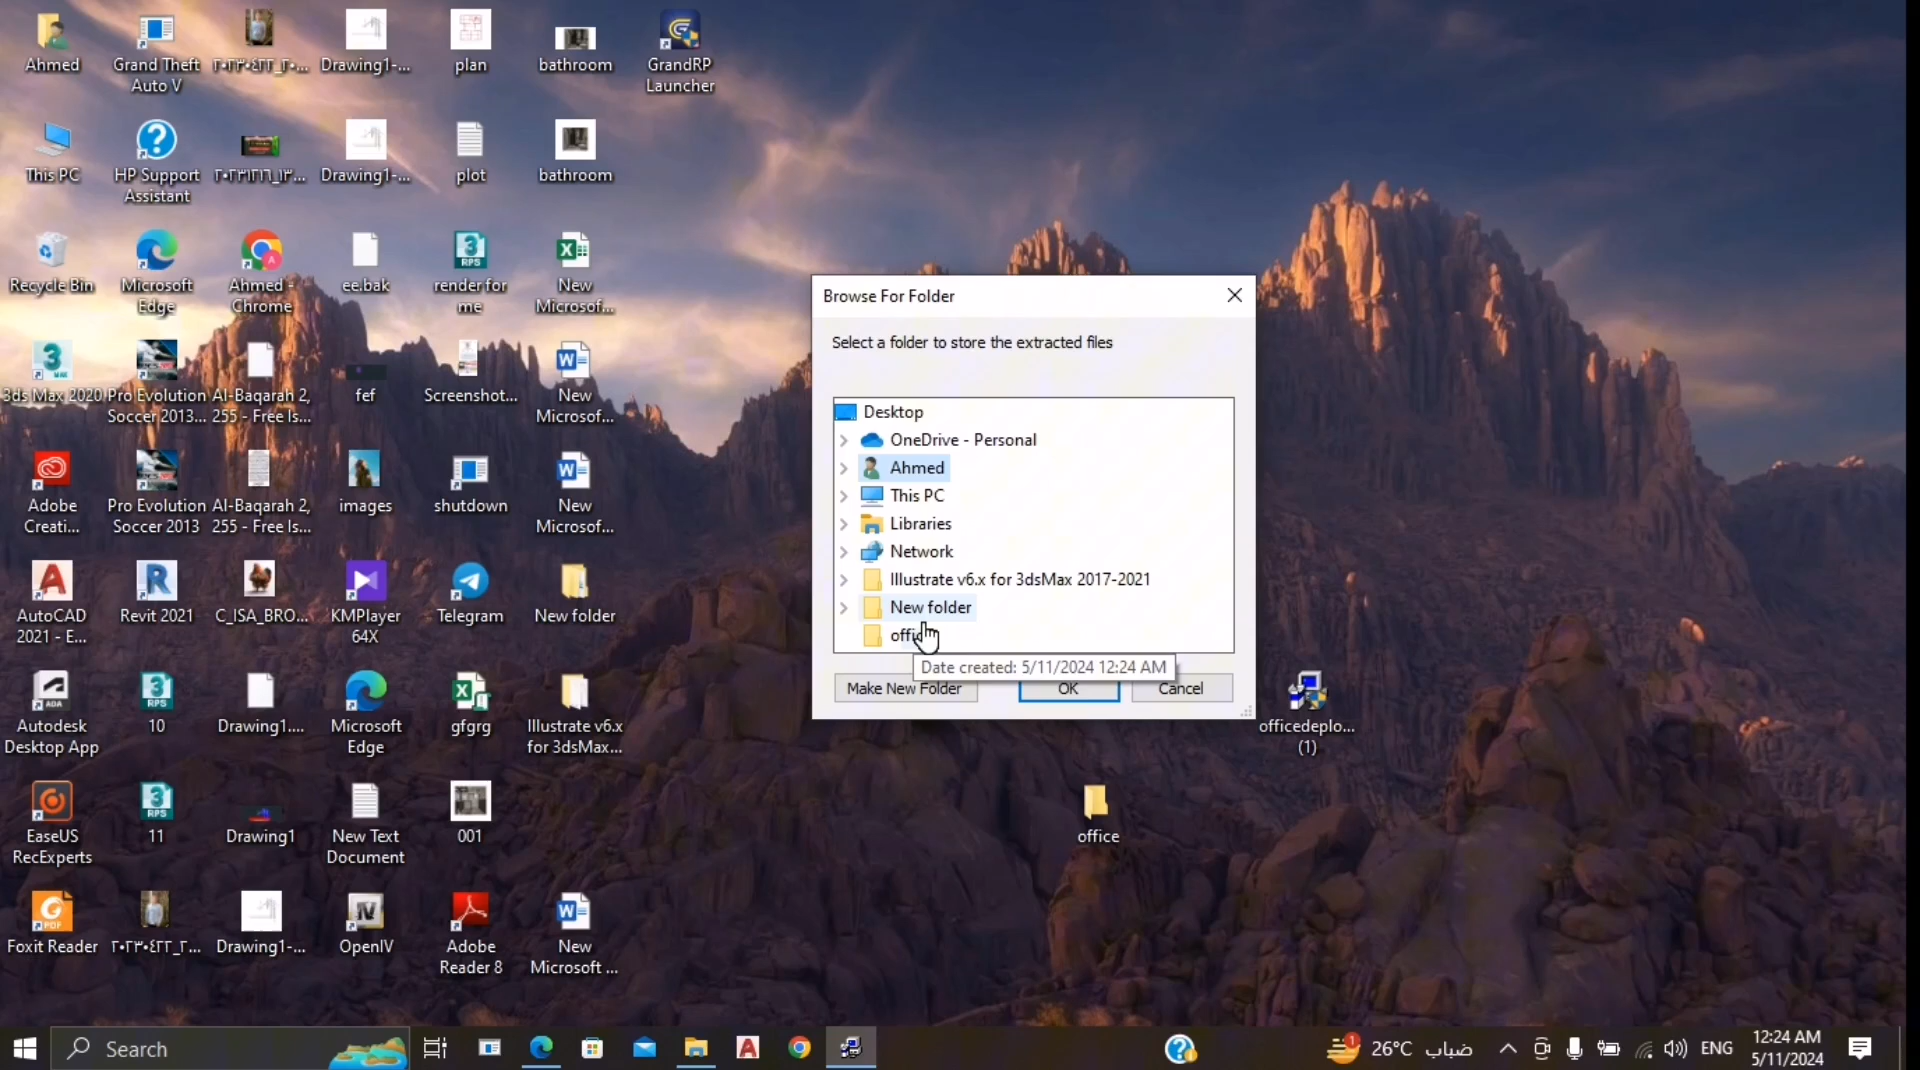 Ahmed
Grand Theft
Auto V
٢٠٢٣٠٤٢٢_٢٠...
Drawing1-...
plan
bathroom
GrandRP
Launcher
This PC
HP Support
Assistant
٢٠٢٣١٢١٦_١٣...
Drawing1-...
plot
bathroom
Recycle Bin
Microsoft
Edge
Ahmed -
Chrome
ee.bak
render for
me
New
Microsof...
3ds Max 2020
Pro Evolution
Soccer 2013...
Al-Baqarah 2,
255 - Free Is...
fef
Screenshot...
New
Microsof...
Adobe
Creati...
Pro Evolution
Soccer 2013
Al-Baqarah 2,
255 - Free Is...
images
shutdown
New
Microsof...
AutoCAD
2021 - E...
Revit 2021
C_ISA_BRO...
KMPlayer
64X
Telegram
New folder
Autodesk
Desktop App
10
Drawing1....
Microsoft
Edge
gfgrg
Illustrate v6.x
for 3dsMax...
EaseUS
RecExperts
11
Drawing1
New Text
Document
001
Foxit Reader
٢٠٢٣٠٤٢٢_٢...
Drawing1-...
OpenIV
Adobe
Reader 8
New
Microsoft ...
Browse For Folder
Select a folder to store the extracted files
Desktop
OneDrive - Personal
Ahmed
This PC
Libraries
Network
Illustrate v6.x for 3dsMax 2017-2021
New folder
Date created: 5/11/2024 12:24 AM
Make New Folder
OK
Cancel
officedeplo...
(1)
office
Search
1
26°C ضباب
ENG
12:24 AM
5/11/2024